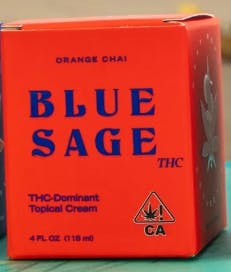 ORANGE CHAI
BLUE
SAGE
THC
THC-Dominant
Topical Cream
!
CA
4 FL OZ (118 ml)